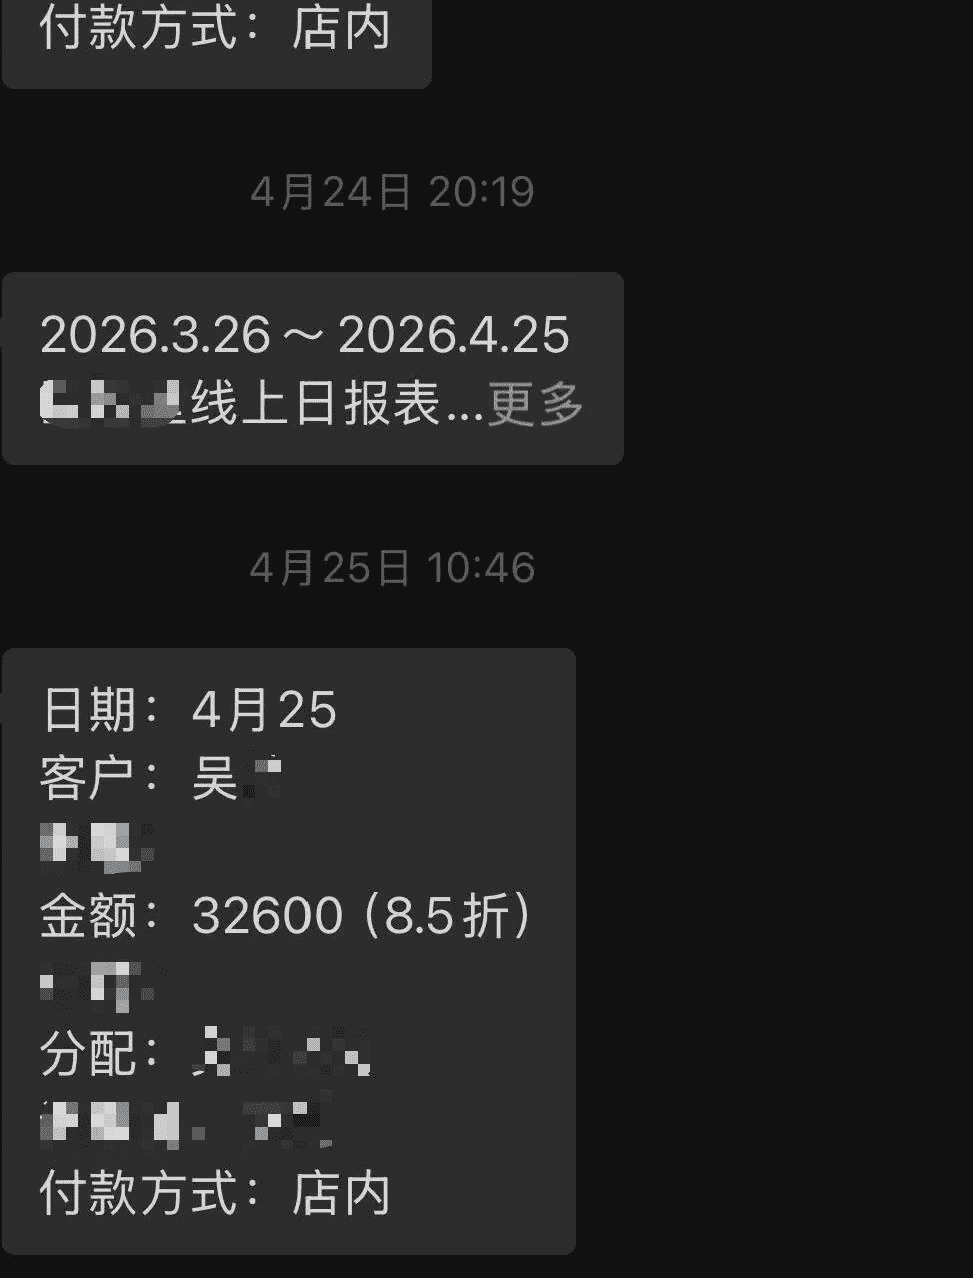 付款方式：店内
4月24日 20:19
2026.3.26～2026.4.25
线上日报表...更多
4月25日 10:46
日期：4月25
客户：吴
金额：32600（8.5折）
分配：
付款方式：店内